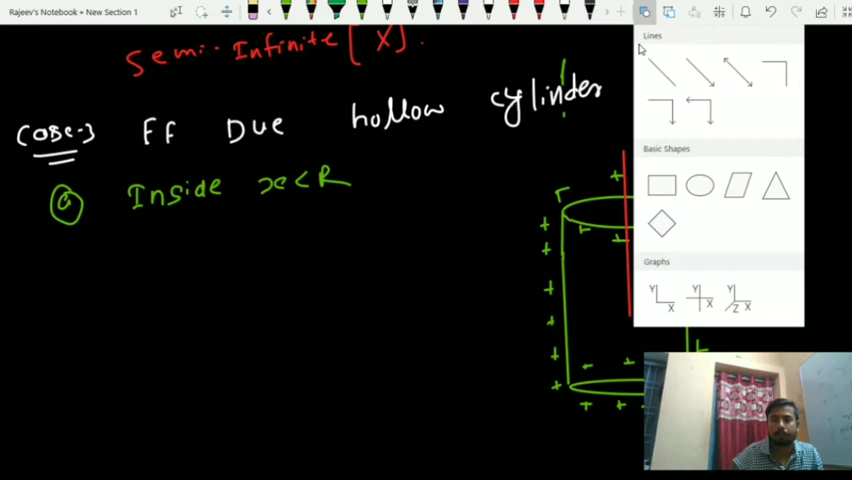 Rajeev's Notebook » New Section 1
Semi-Infinite [X].
Case-3 EF Due hollow cylinder
a Inside x<R
Lines
Basic Shapes
Graphs
Y X Y X Y Z X